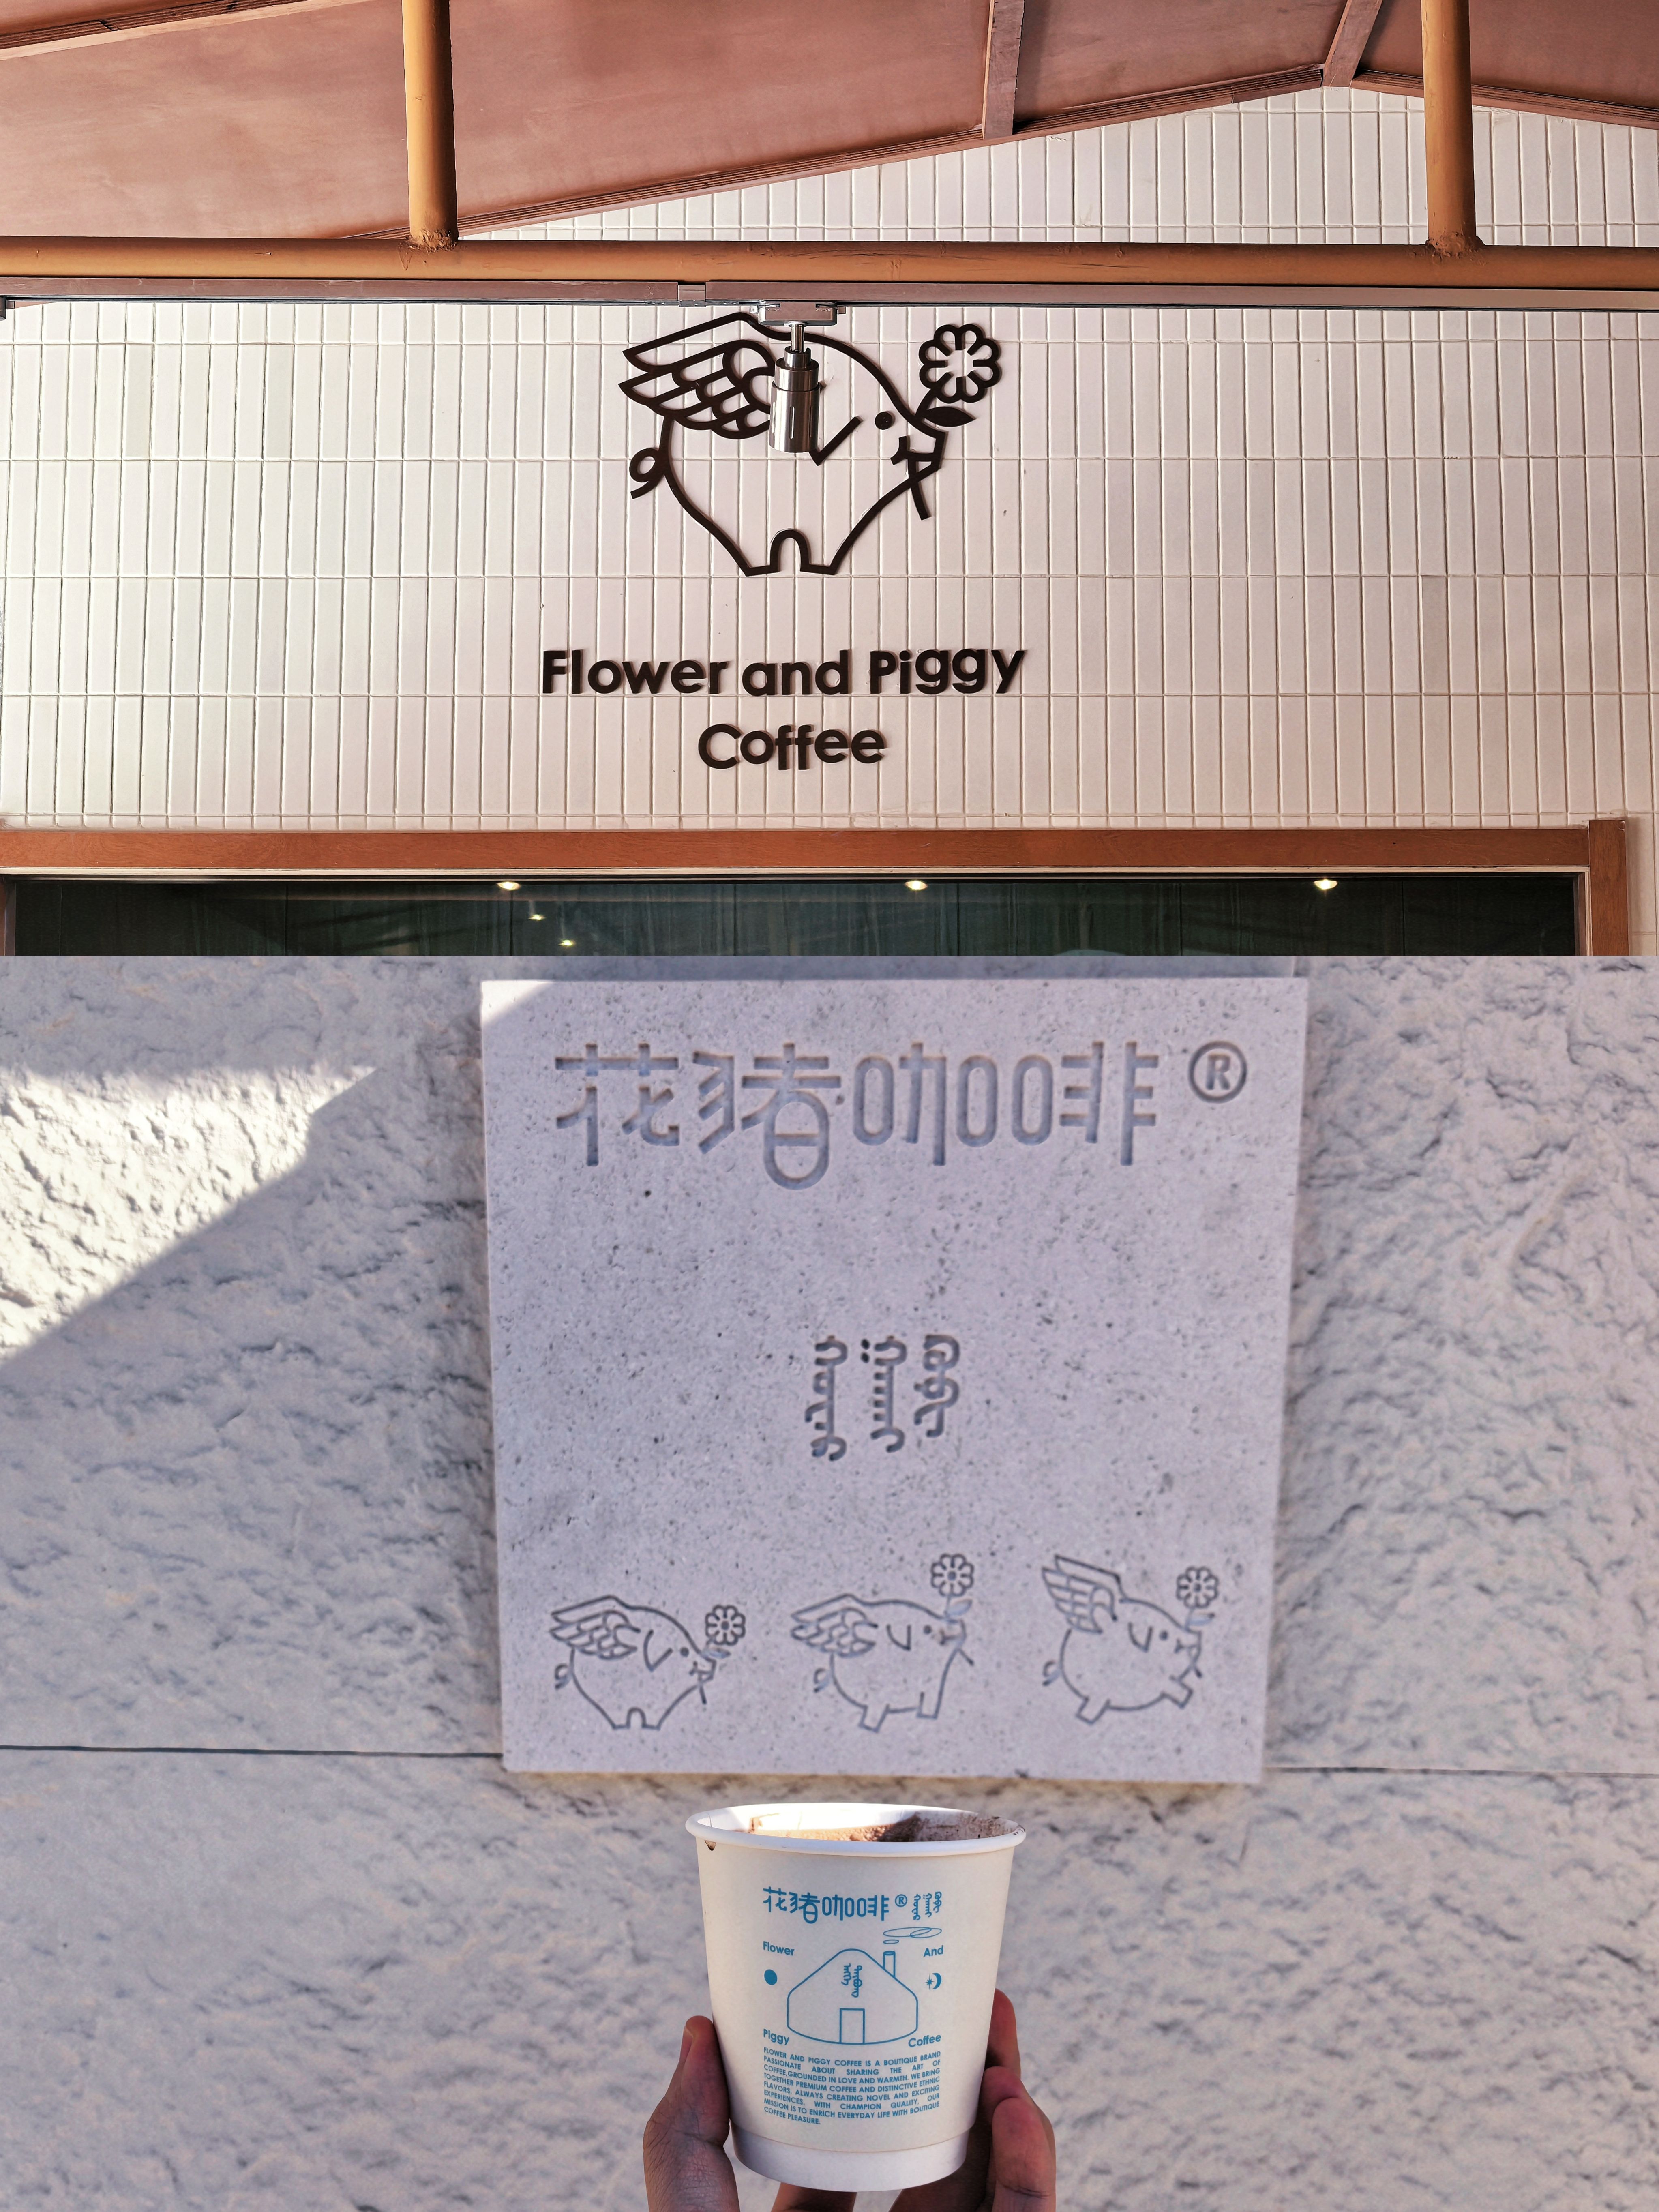 Flower and Piggy
Coffee
花猪咖啡®
花猪咖啡®
Flower And
Piggy Coffee
FLOWER AND PIGGY COFFEE IS A BOUTIQUE BRAND
PASSIONATE ABOUT SHARING THE ART OF
COFFEE,GROUNDED IN LOVE AND WARMTH. WE BRING
TOGETHER PREMIUM COFFEE AND DISTINCTIVE ETHNIC
FLAVORS, ALWAYS CREATING NOVEL AND EXCITING
EXPERIENCES, WITH CHAMPION QUALITY. OUR
MISSION IS TO ENRICH EVERYDAY LIFE WITH BOUTIQUE
COFFEE PLEASURE.